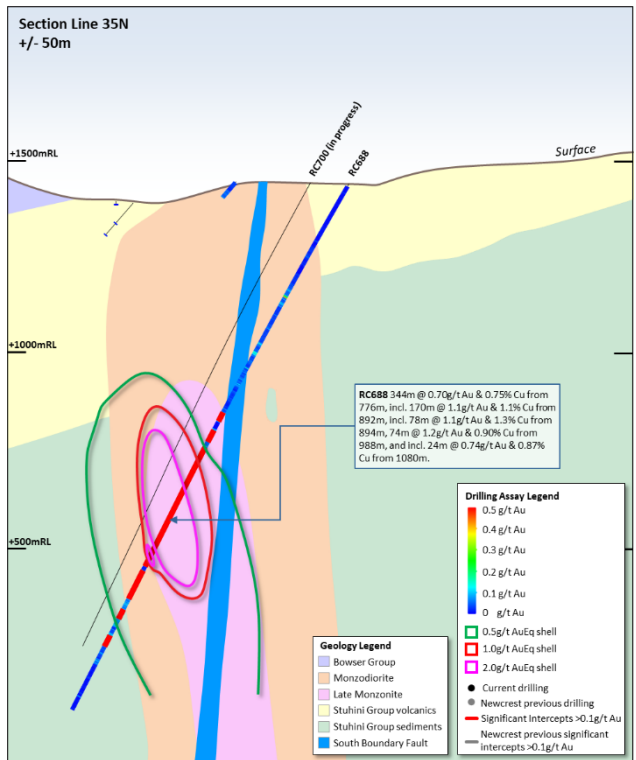 Section Line 35N
+/- 50m
RC700 (in progress)
RC688
Surface
+1500mRL
+1000mRL
+500mRL
RC688 344m @ 0.70g/t Au & 0.75% Cu from
776m, incl. 170m @ 1.1g/t Au & 1.1% Cu from
892m, incl. 78m @ 1.1g/t Au & 1.3% Cu from
894m, 74m @ 1.2g/t Au & 0.90% Cu from
988m, and incl. 24m @ 0.74g/t Au & 0.87%
Cu from 1080m.
Drilling Assay Legend
0.5 g/t Au
0.4 g/t Au
0.3 g/t Au
0.2 g/t Au
0.1 g/t Au
0 g/t Au
0.5g/t AuEq shell
1.0g/t AuEq shell
2.0g/t AuEq shell
Current drilling
Newcrest previous drilling
Significant Intercepts >0.1g/t Au
Newcrest previous significant
intercepts >0.1g/t Au
Geology Legend
Bowser Group
Monzodiorite
Late Monzonite
Stuhini Group volcanics
Stuhini Group sediments
South Boundary Fault